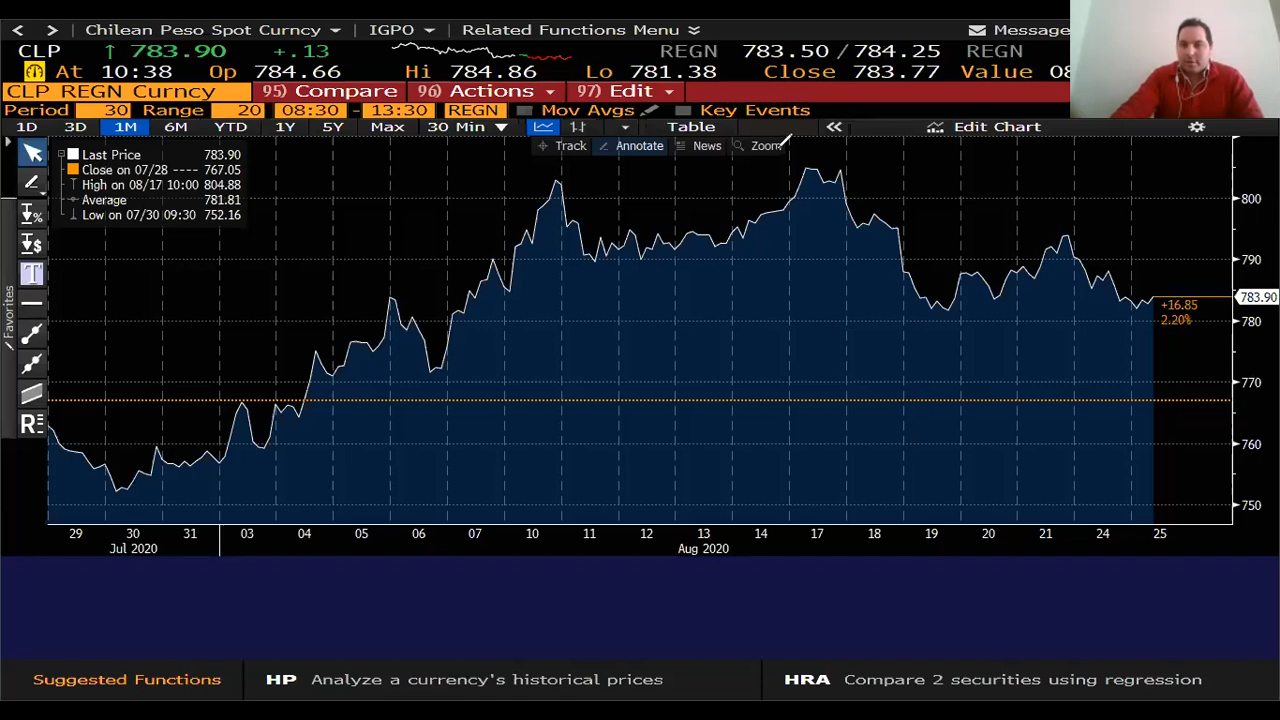 < > Chilean Peso Spot Curncy IGPO Related Functions Menu Message
CLP ↑ 783.90 +.13 REGN 783.50 / 784.25 REGN
At 10:38 Op 784.66 Hi 784.86 Lo 781.38 Close 783.77 Value 08
CLP REGN Curncy 95) Compare 96) Actions 97) Edit
Period 30 Range 20 08:30 - 13:30 REGN Mov Avgs Key Events
1D 3D 1M 6M YTD 1Y 5Y Max 30 Min Table « Edit Chart
Track Annotate News Zoom
Last Price 783.90
Close on 07/28 ---- 767.05
High on 08/17 10:00 804.88
Average 781.81
Low on 07/30 09:30 752.16
%
$
T
R
Favorites
800
790
783.90
+16.85
2.20%
780
770
760
750
29 30 31 03 04 05 06 07 10 11 12 13 14 17 18 19 20 21 24 25
Jul 2020 Aug 2020
Suggested Functions HP Analyze a currency's historical prices HRA Compare 2 securities using regression